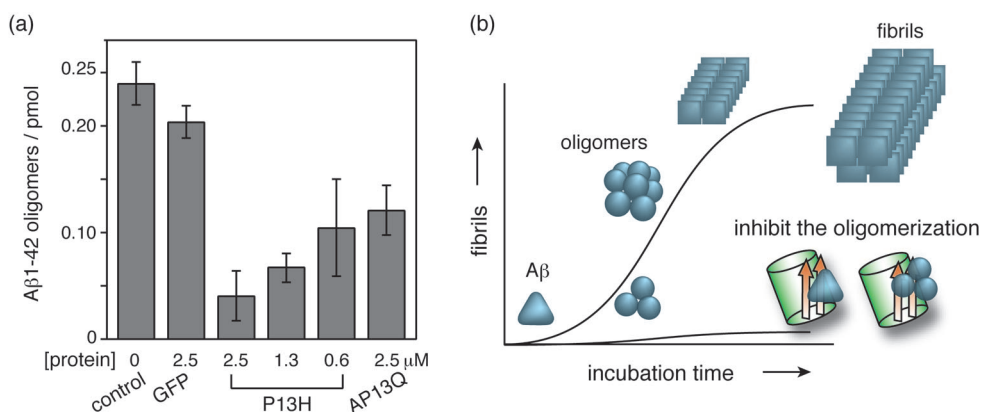 (a)
Aβ1-42 oligomers / pmol
0.25
0.20
0.10
0
[protein] 0 2.5 2.5 1.3 0.6 2.5 μM
control GFP P13H AP13Q
(b)
fibrils
oligomers
Aβ
inhibit the oligomerization
fibrils
incubation time